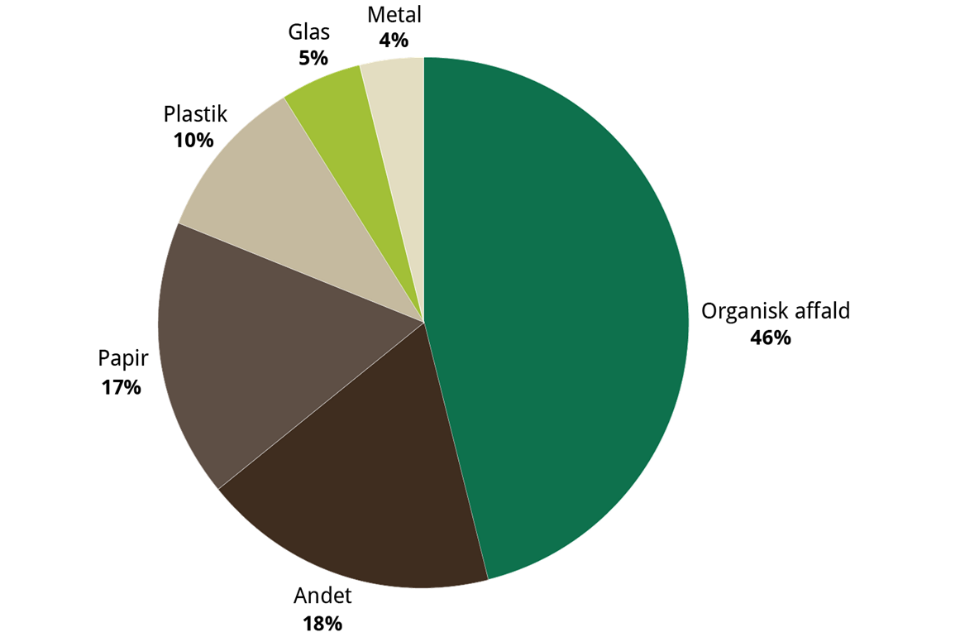 Metal
4%
Glas
5%
Plastik
10%
Organisk affald
46%
Papir
17%
Andet
18%